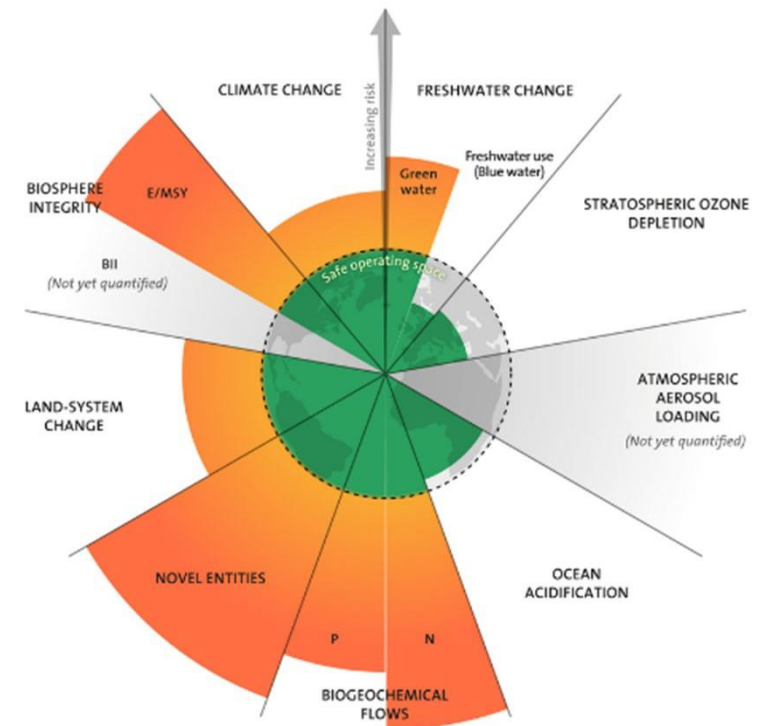 CLIMATE CHANGE
Increasing risk
FRESHWATER CHANGE
Green
water
Freshwater use
(Blue water)
STRATOSPHERIC OZONE
DEPLETION
ATMOSPHERIC
AEROSOL
LOADING
(Not yet quantified)
OCEAN
ACIDIFICATION
BIOGEOCHEMICAL
FLOWS
P
N
NOVEL ENTITIES
LAND-SYSTEM
CHANGE
BIOSPHERE
INTEGRITY
E/MSY
BII
(Not yet quantified)
Safe operating space